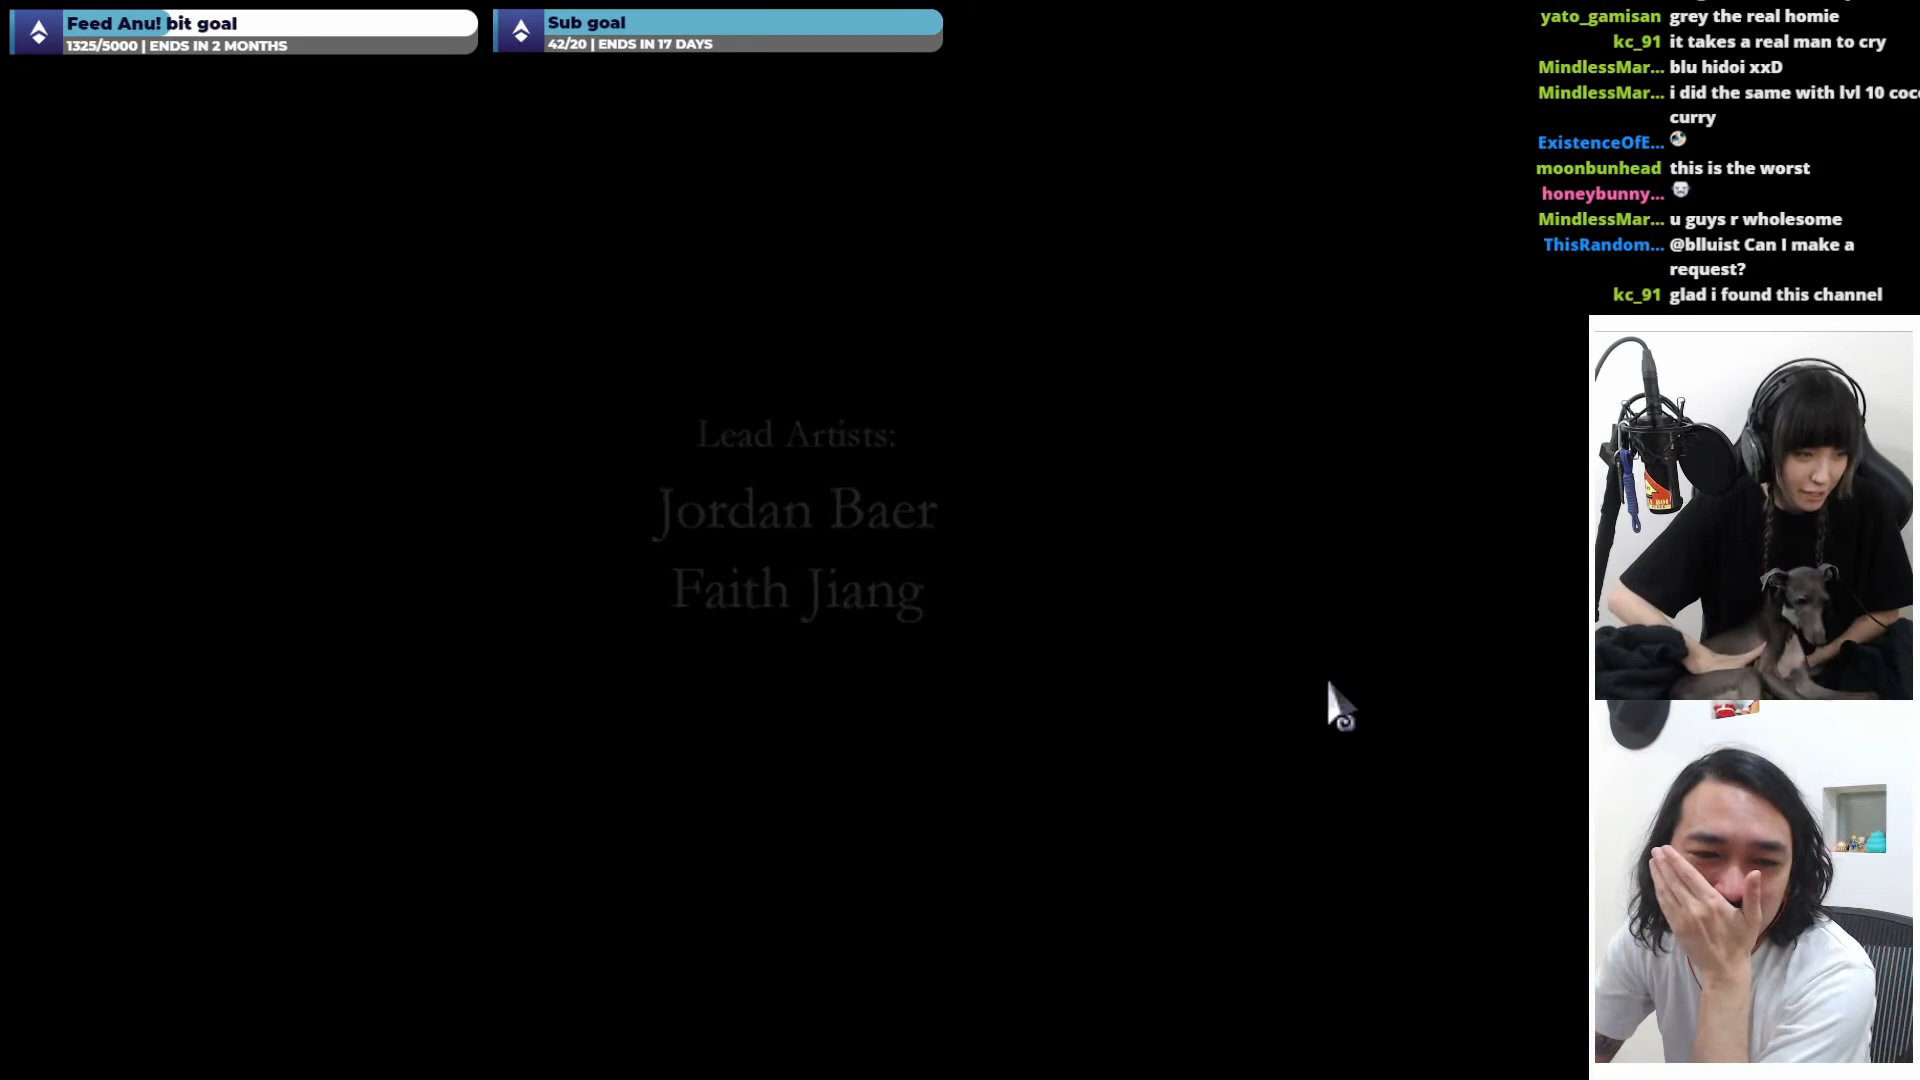 Feed Anu! bit goal
1325/5000 | ENDS IN 2 MONTHS
Sub goal
42/20 | ENDS IN 17 DAYS
yato_gamisan grey the real homie
kc_91 it takes a real man to cry
MindlessMar... blu hidoi xxD
MindlessMar... i did the same with lvl 10 coco
curry
ExistenceOfE...
moonbunhead this is the worst
honeybunny...
MindlessMar... u guys r wholesome
ThisRandom... @blluist Can I make a
request?
kc_91 glad i found this channel
Lead Artists:
Jordan Baer
Faith Jiang